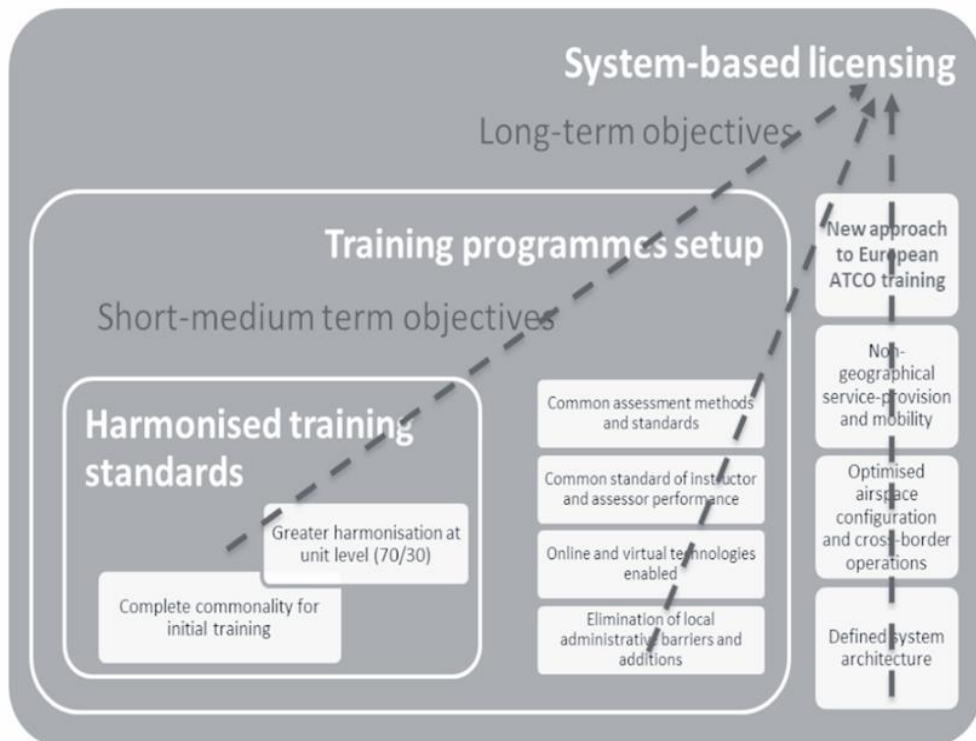 System-based licensing
Long-term objectives
Training programmes setup
Short-medium term objectives
Harmonised training
standards
Greater harmonisation at
unit level (70/30)
Complete commonality for
initial training
Common assessment methods
and standards
Common standard of instructor
and assessor performance
Online and virtual technologies
enabled
Elimination of local
administrative barriers and
additions
New approach
to European
ATCO training
Non-
geographical
service-provision
and mobility
Optimised
airspace
configuration
and cross-border
operations
Defined system
architecture